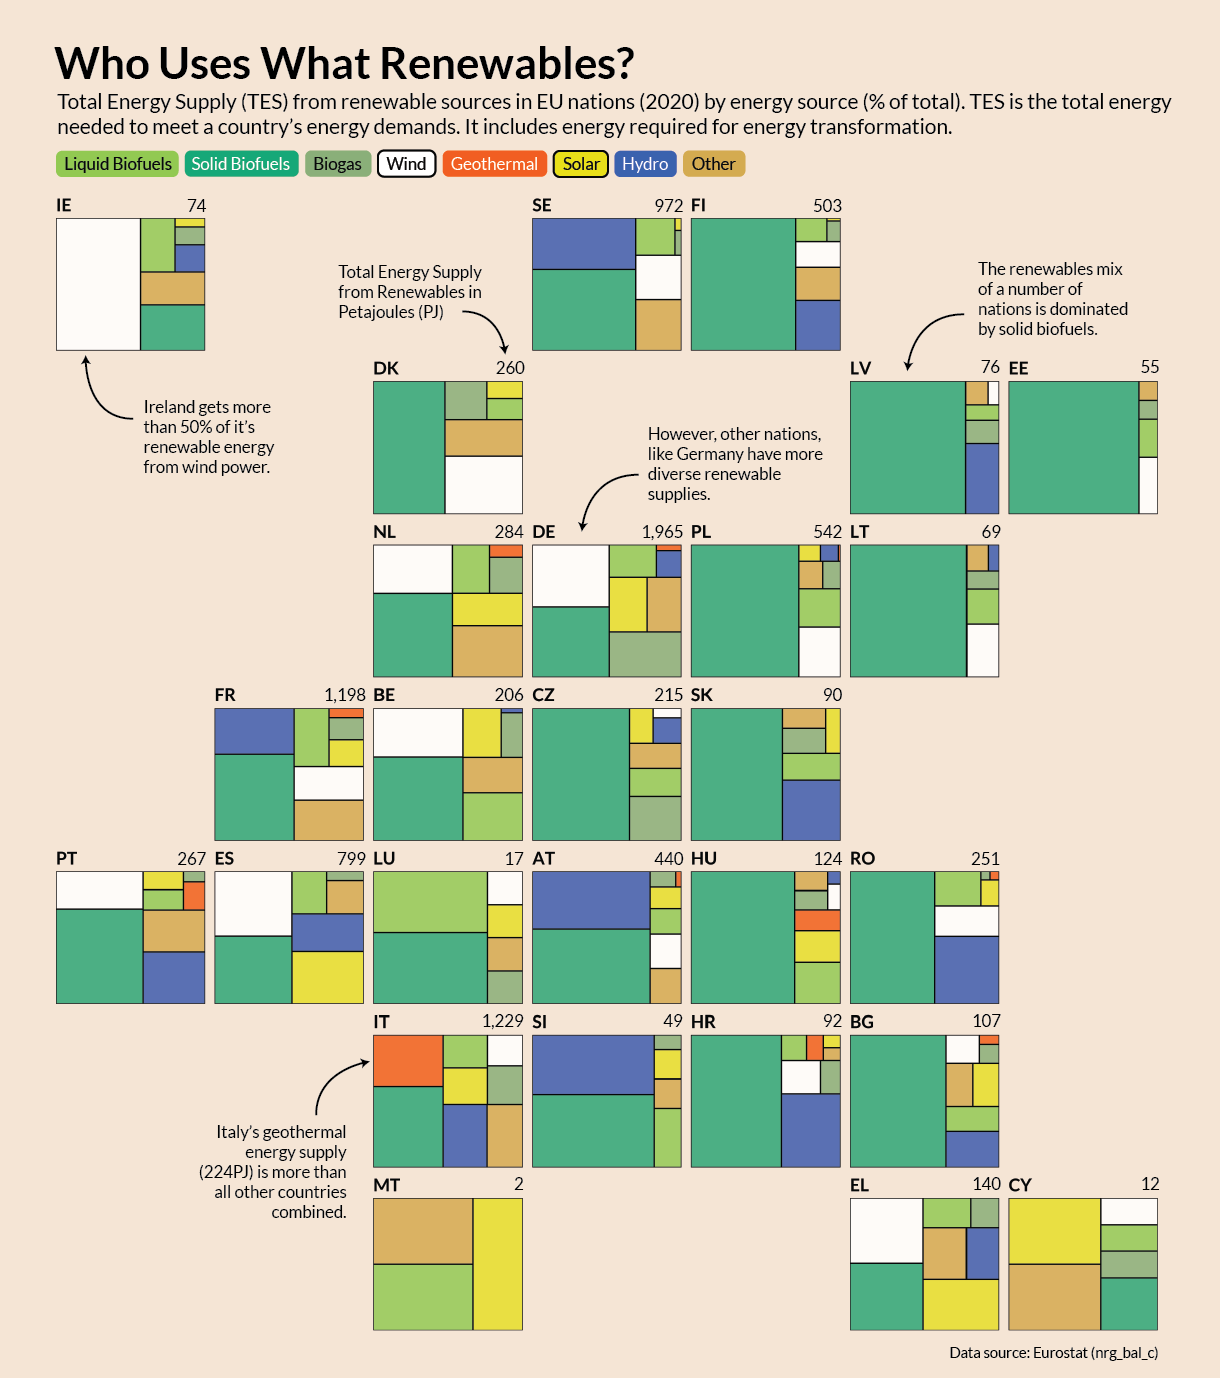 Who Uses What Renewables?
Total Energy Supply (TES) from renewable sources in EU nations (2020) by energy source (% of total). TES is the total energy
needed to meet a country's energy demands. It includes energy required for energy transformation.
Liquid Biofuels Solid Biofuels Biogas Wind Geothermal Solar Hydro Other
IE 74 SE 972 FI 503
Total Energy Supply
from Renewables in
Petajoules (PJ)
The renewables mix
of a number of
nations is dominated
by solid biofuels.
DK 260 LV 76 EE 55
Ireland gets more
than 50% of it's
renewable energy
from wind power.
However, other nations,
like Germany have more
diverse renewable
supplies.
NL 284 DE 1,965 PL 542 LT 69
FR 1,198 BE 206 CZ 215 SK 90
PT 267 ES 799 LU 17 AT 440 HU 124 RO 251
IT 1,229 SI 49 HR 92 BG 107
Italy's geothermal
energy supply
(224PJ) is more than
all other countries
combined.
MT 2 EL 140 CY 12
Data source: Eurostat (nrg_bal_c)